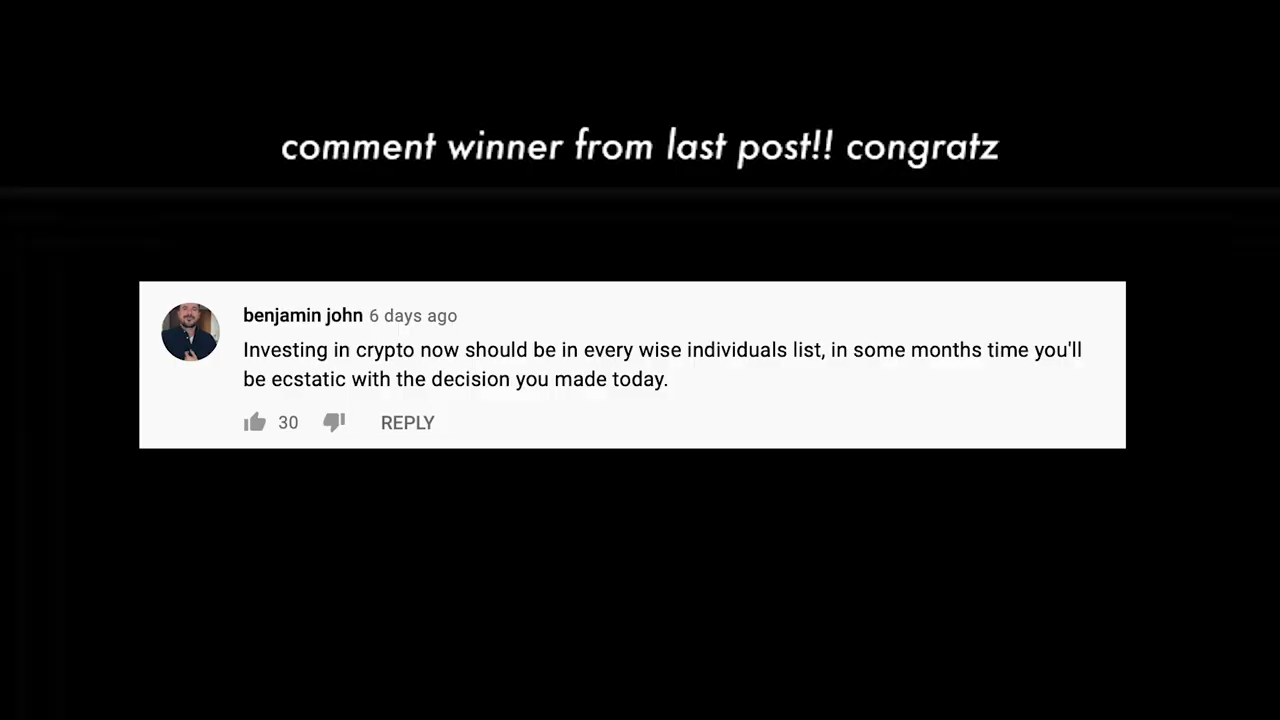 comment winner from last post!! congratz
benjamin john 6 days ago
Investing in crypto now should be in every wise individuals list, in some months time you'll
be ecstatic with the decision you made today.
30 REPLY